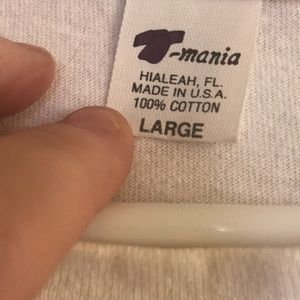 T-mania
HIALEAH, FL.
MADE IN U.S.A.
100% COTTON
LARGE